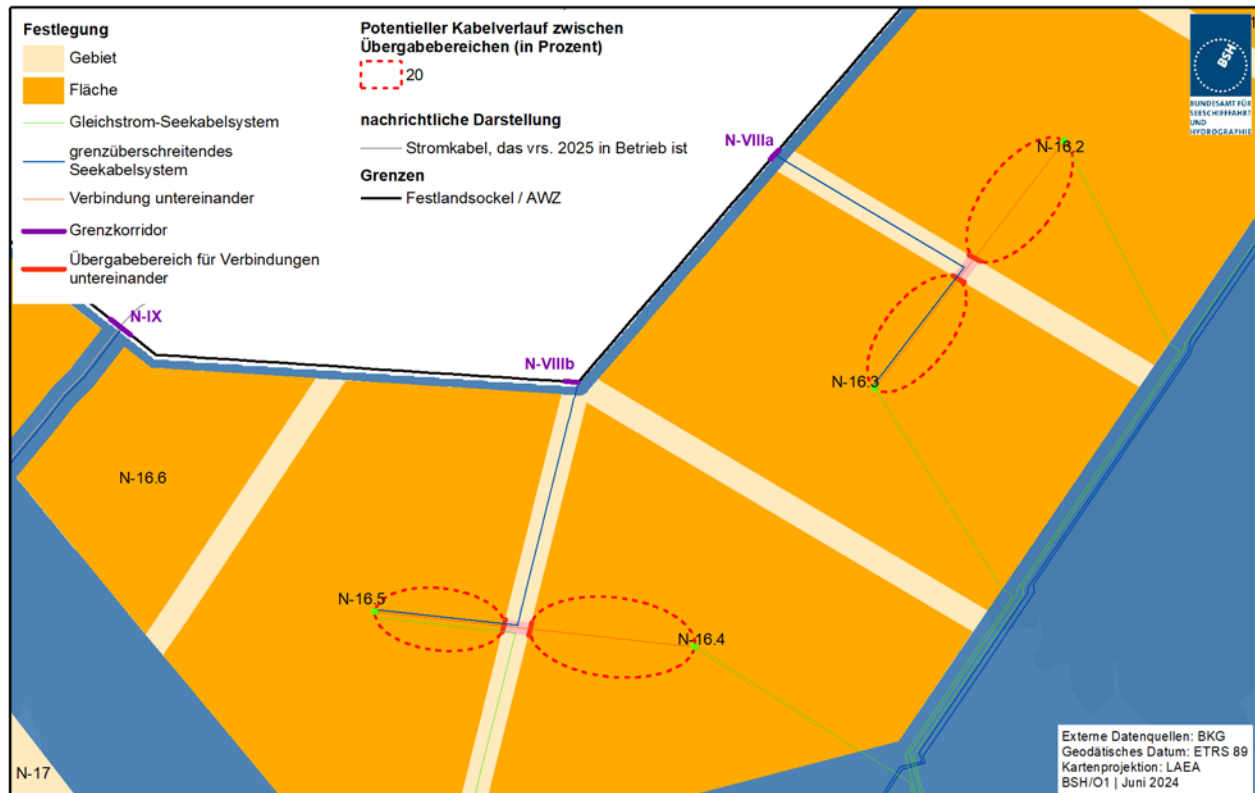 Festlegung
Gebiet
Fläche
Gleichstrom-Seekabelsystem
grenzüberschreitendes
Seekabelsystem
Verbindung untereinander
Grenzkorridor
Übergabebereich für Verbindungen
untereinander
Potentieller Kabelverlauf zwischen
Übergabebereichen (in Prozent)
20
nachrichtliche Darstellung
Stromkabel, das vrs. 2025 in Betrieb ist
Grenzen
Festlandsockel / AWZ
BSH
BUNDESAMT FÜR
SEESCHIFFFAHRT
UND
HYDROGRAPHIE
N-VIIIa
N-16.2
N-IX
N-VIIIb
N-16.3
N-16.6
N-16.5
N-16.4
N-17
Externe Datenquellen: BKG
Geodätisches Datum: ETRS 89
Kartenprojektion: LAEA
BSH/O1 | Juni 2024